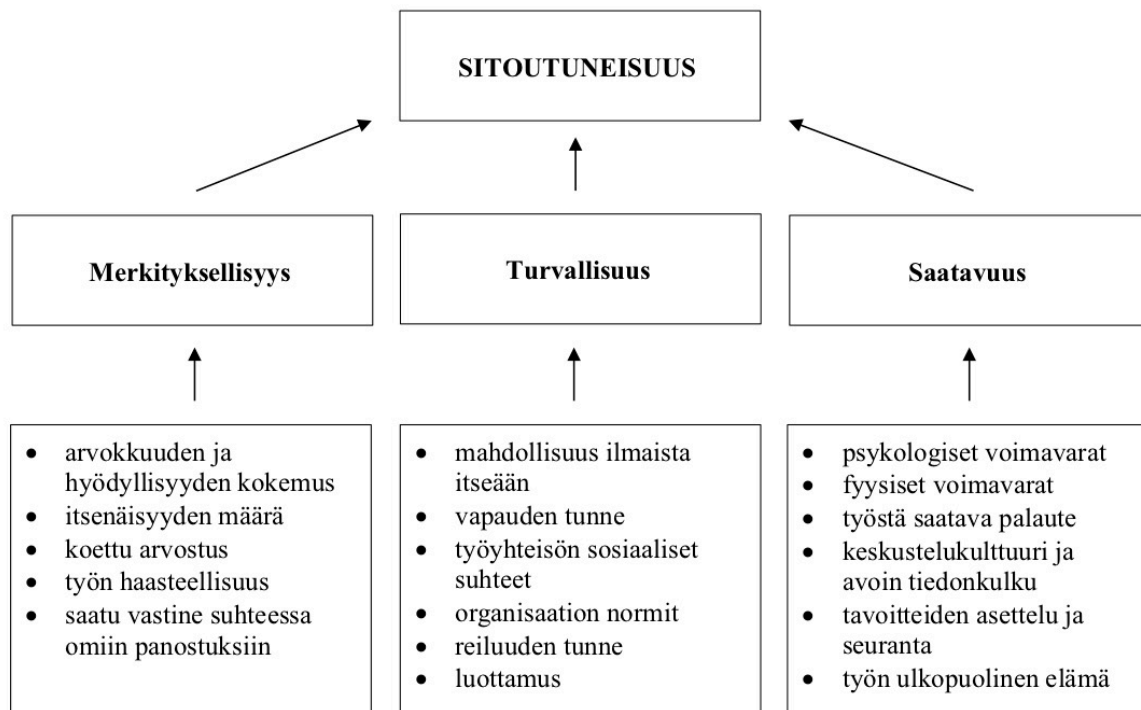 SITOUTUNEISUUS
Merkityksellisyys
Turvallisuus
Saatavuus
• arvokkuuden ja
hyödyllisyyden kokemus
• itsenäisyyden määrä
• koettu arvostus
• työn haasteellisuus
• saatu vastine suhteessa
omiin panostuksiin
• mahdollisuus ilmaista
itseään
• vapauden tunne
• työyhteisön sosiaaliset
suhteet
• organisaation normit
• reiluuden tunne
• luottamus
• psykologiset voimavarat
• fyysiset voimavarat
• työstä saatava palaute
• keskustelukulttuuri ja
avoin tiedonkulku
• tavoitteiden asettelu ja
seuranta
• työn ulkopuolinen elämä